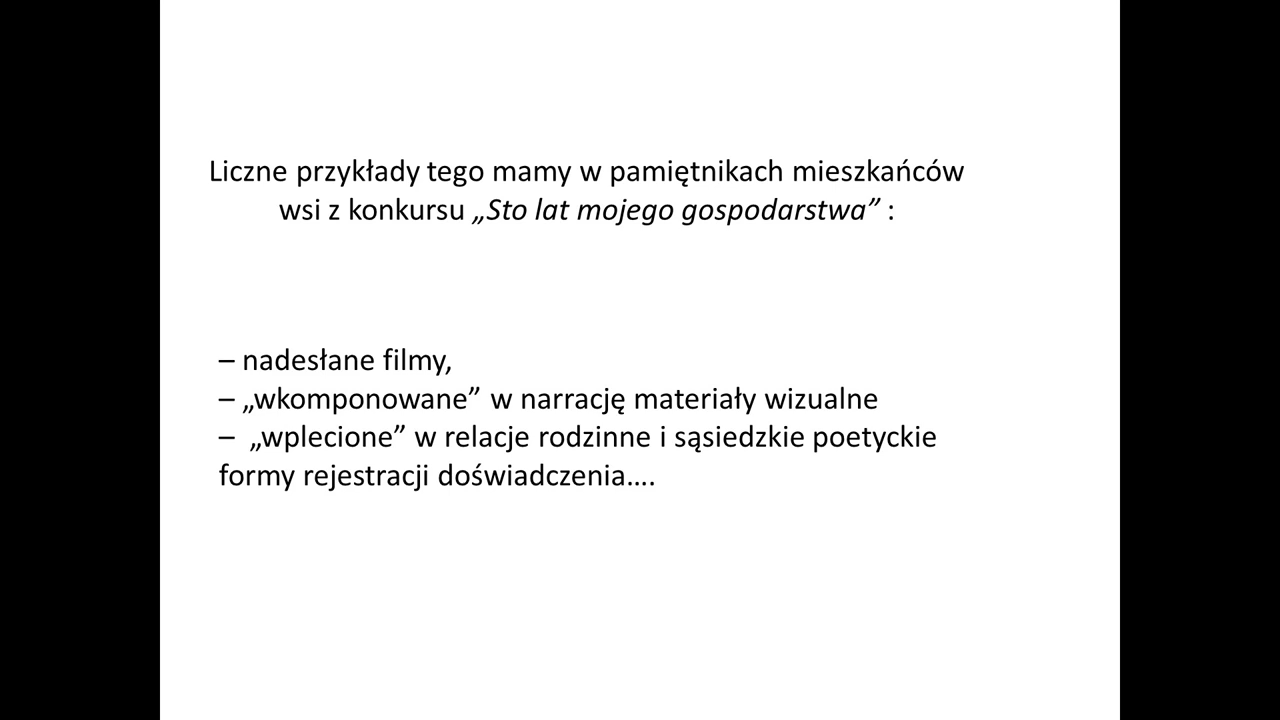 Liczne przykłady tego mamy w pamiętnikach mieszkańców
wsi z konkursu „Sto lat mojego gospodarstwa” :
– nadesłane filmy,
– „wkomponowane” w narrację materiały wizualne
– „wplecione” w relacje rodzinne i sąsiedzkie poetyckie
formy rejestracji doświadczenia….